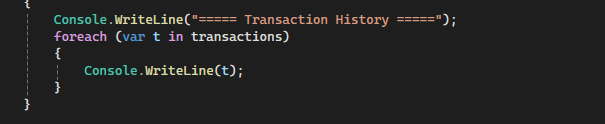 {
Console.WriteLine("===== Transaction History =====");
foreach (var t in transactions)
{
Console.WriteLine(t);
}
}